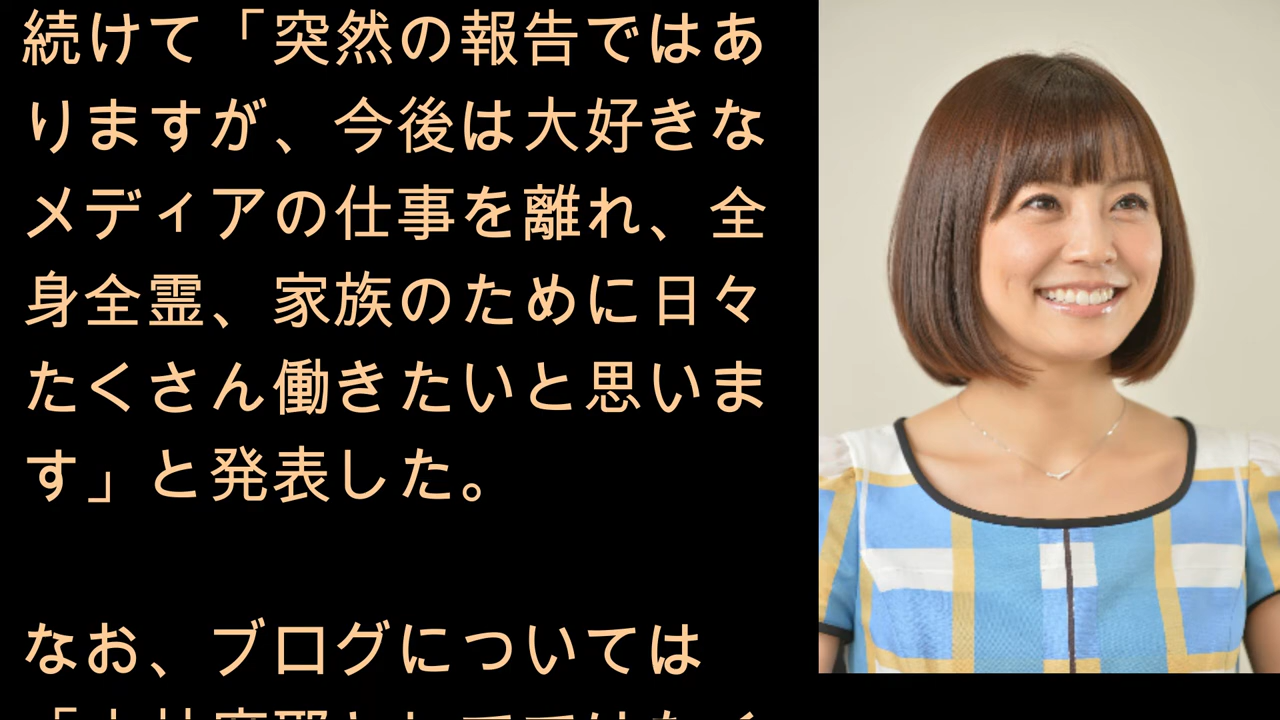 続けて「突然の報告ではあ
りますが、今後は大好きな
メディアの仕事を離れ、全
身全霊、家族のために日々
たくさん働きたいと思いま
す」と発表した。
なお、ブログについては